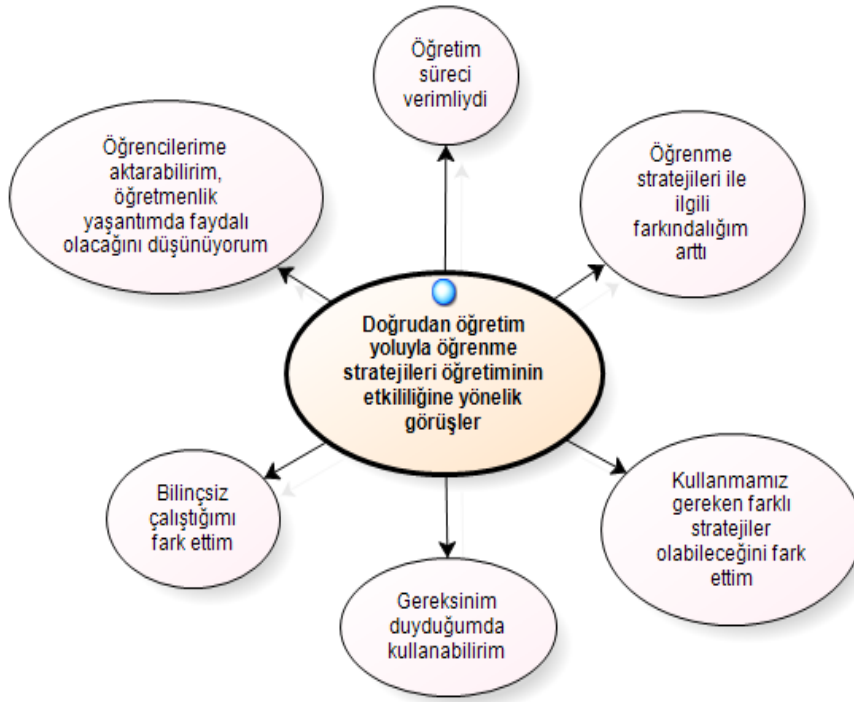 Öğretim
süreci
verimliydi
Öğrencilerime
aktarabilirim,
öğretmenlik
yaşantımda faydalı
olacağını düşünüyorum
Öğrenme
stratejileri ile
ilgili
farkındalığım
arttı
Doğrudan öğretim
yoluyla öğrenme
stratejileri öğretiminin
etkililiğine yönelik
görüşler
Bilinçsiz
çalıştığımı
fark ettim
Kullanmamız
gereken farklı
stratejiler
olabileceğini fark
ettim
Gereksinim
duyduğumda
kullanabilirim